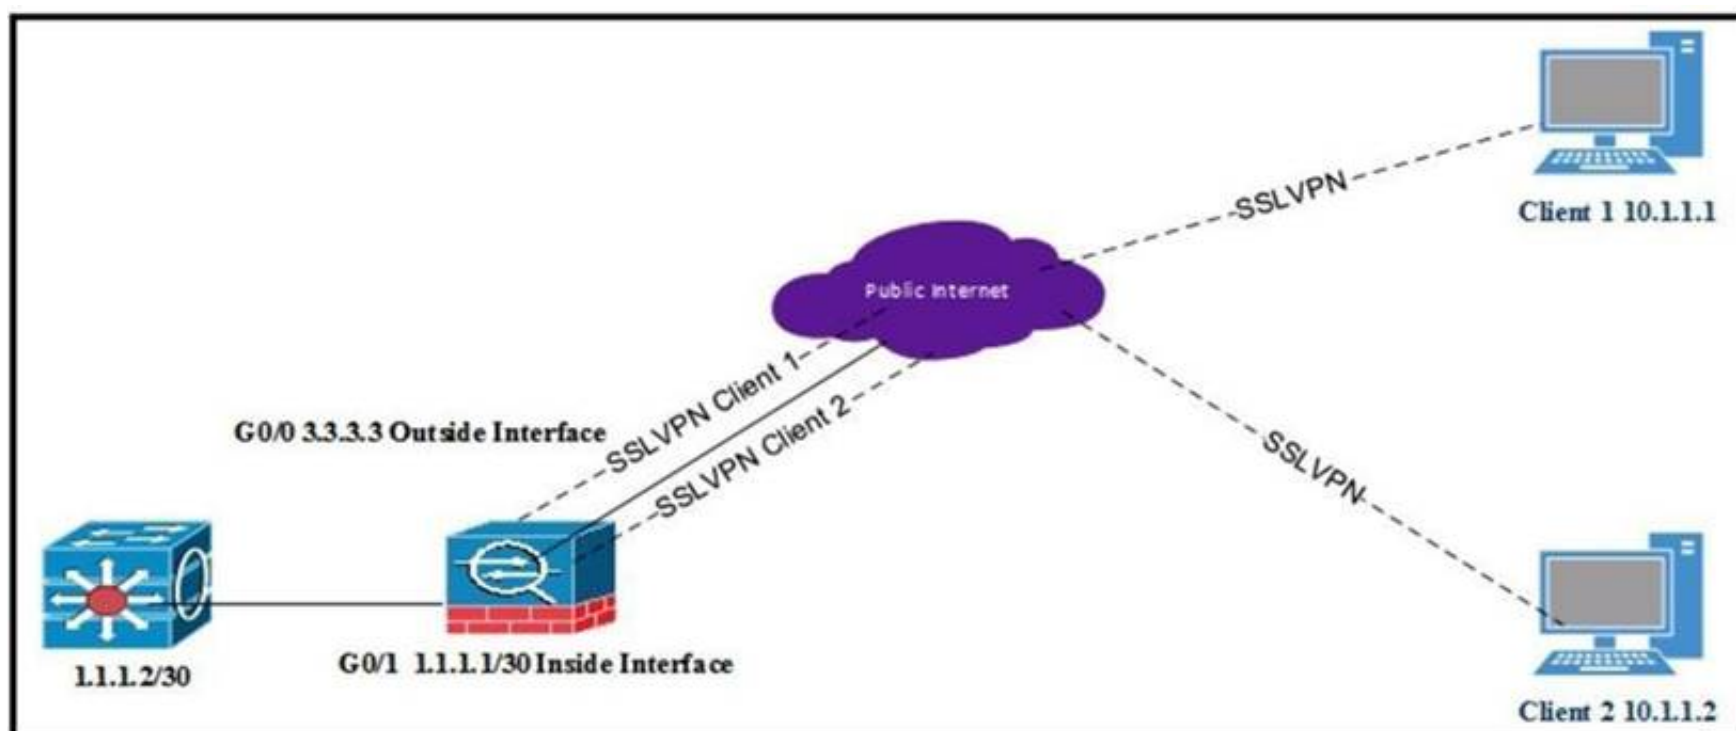 SSLVPN
Client 1 10.1.1.1
Public Internet
SSLVPN Client 1
G0/0 3.3.3.3 Outside Interface
SSLVPN Client 2
SSLVPN
1.1.1.2/30
G0/1 1.1.1.1/30 Inside Interface
Client 2 10.1.1.2